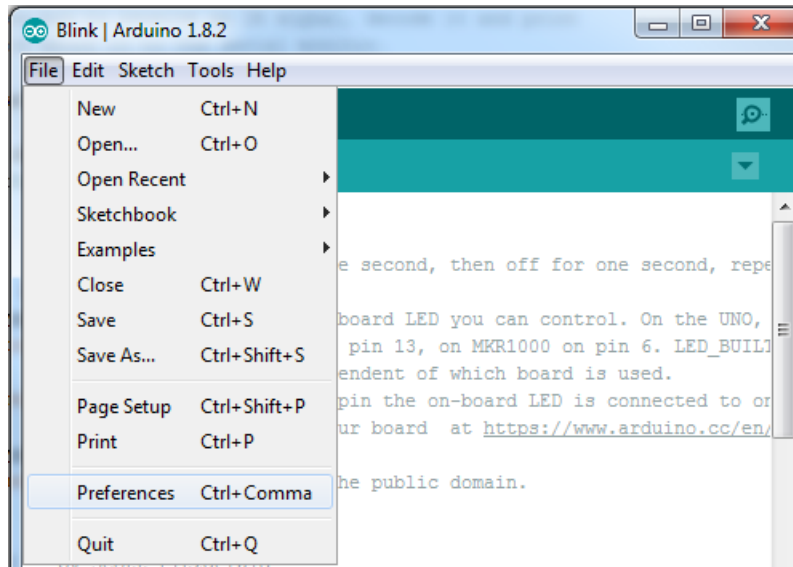 Blink | Arduino 1.8.2
File Edit Sketch Tools Help
New Ctrl+N
Open... Ctrl+O
Open Recent
Sketchbook
Examples
Close Ctrl+W
Save Ctrl+S
Save As... Ctrl+Shift+S
Page Setup Ctrl+Shift+P
Print Ctrl+P
Preferences Ctrl+Comma
Quit Ctrl+Q
e second, then off for one second, repe
board LED you can control. On the UNO,
pin 13, on MKR1000 on pin 6. LED_BUIL
endent of which board is used.
pin the on-board LED is connected to on
ur board at https://www.arduino.cc/en/
he public domain.